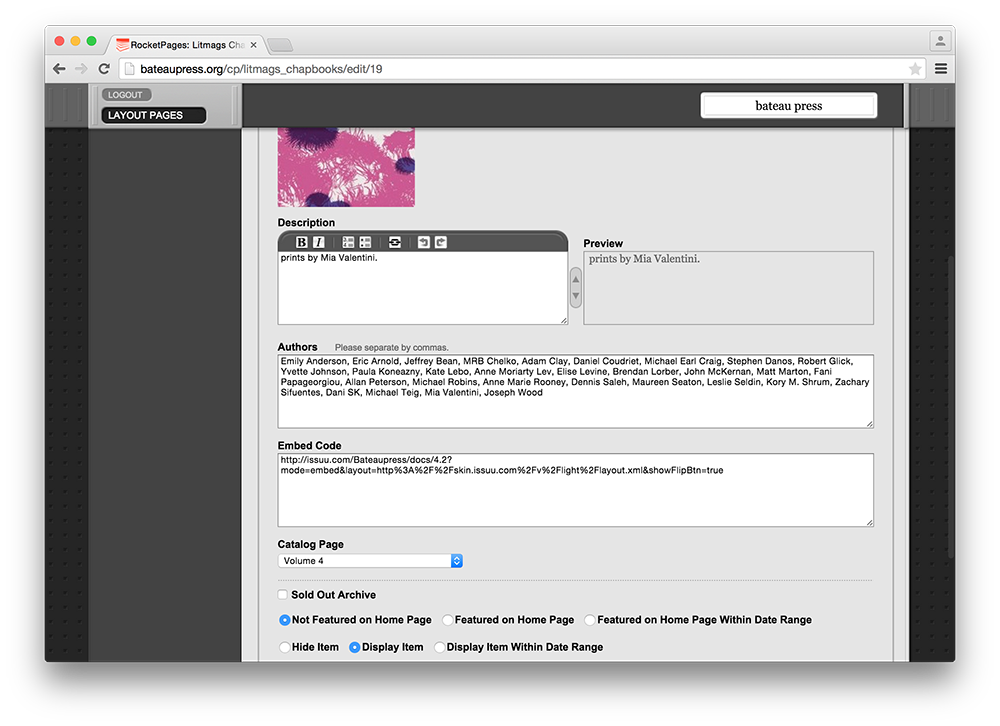 RocketPages: Litmags Cha
bateaupress.org/cp/litmags_chapbooks/edit/19
LOGOUT
LAYOUT PAGES
bateau press
Description
B I
prints by Mia Valentini.
Preview
prints by Mia Valentini.
Authors Please separate by commas.
Emily Anderson, Eric Arnold, Jeffrey Bean, MRB Chelko, Adam Clay, Daniel Coudriet, Michael Earl Craig, Stephen Danos, Robert Glick,
Yvette Johnson, Paula Koneazny, Kate Lebo, Anne Moriarty Lev, Elise Levine, Brendan Lorber, John McKernan, Matt Marton, Fani
Papageorgiou, Allan Peterson, Michael Robins, Anne Marie Rooney, Dennis Saleh, Maureen Seaton, Leslie Seldin, Kory M. Shrum, Zachary
Sifuentes, Dani SK, Michael Teig, Mia Valentini, Joseph Wood
Embed Code
http://issuu.com/Bateaupress/docs/4.2?
mode=embed&layout=http%3A%2F%2Fskin.issuu.com%2Fv%2Flight%2Flayout.xml&showFlipBtn=true
Catalog Page
Volume 4
Sold Out Archive
Not Featured on Home Page Featured on Home Page Featured on Home Page Within Date Range
Hide Item Display Item Display Item Within Date Range